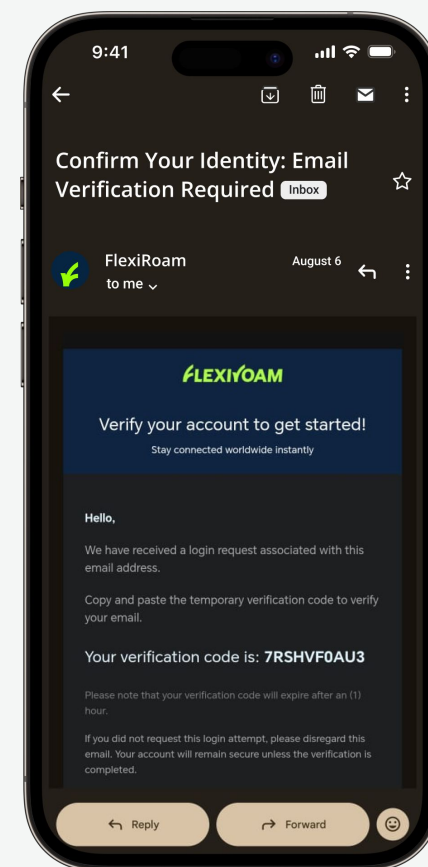 9:41
Confirm Your Identity: Email
Verification Required Inbox
FlexiRoam
August 6
to me
FLEXIROAM
Verify your account to get started!
Stay connected worldwide instantly
Hello,
We have received a login request associated with this
email address.
Copy and paste the temporary verification code to verify
your email.
Your verification code is: 7RSHVF0AU3
Please note that your verification code will expire after an (1)
hour.
If you did not request this login attempt, please disregard this
email. Your account will remain secure unless the verification is
completed.
Reply
Forward